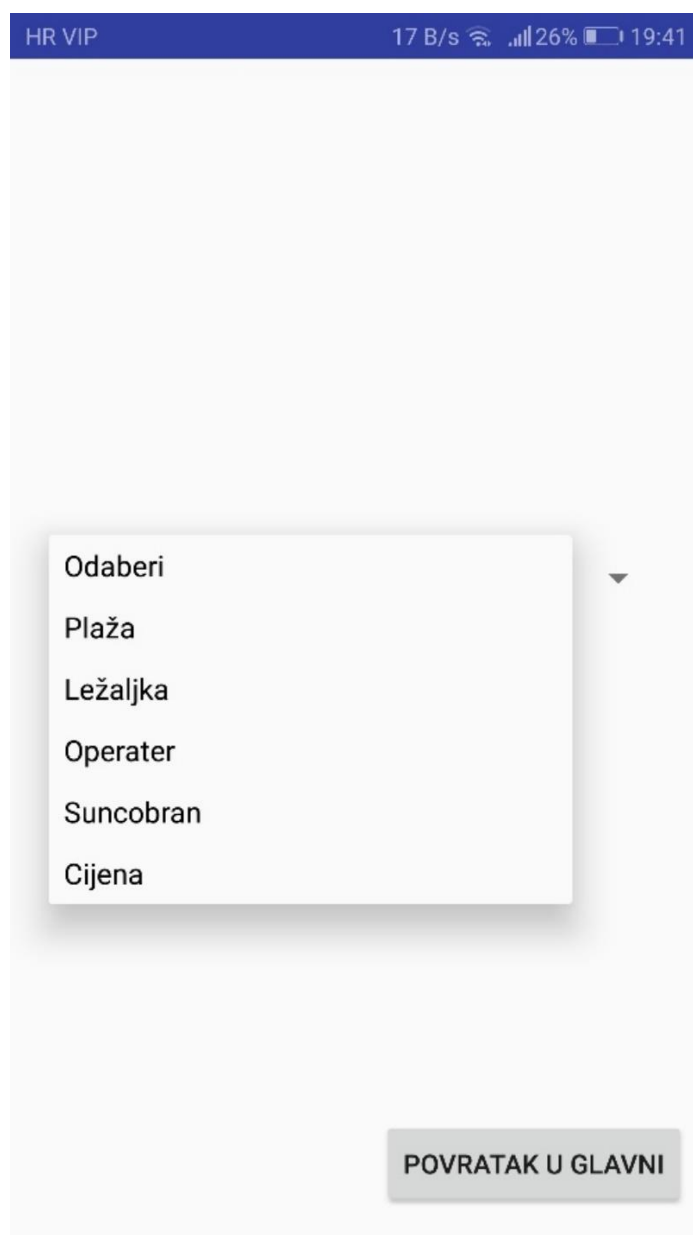 HR VIP 17 B/s 26% 19:41
Odaberi
Plaža
Ležaljka
Operater
Suncobran
Cijena
POVRATAK U GLAVNI